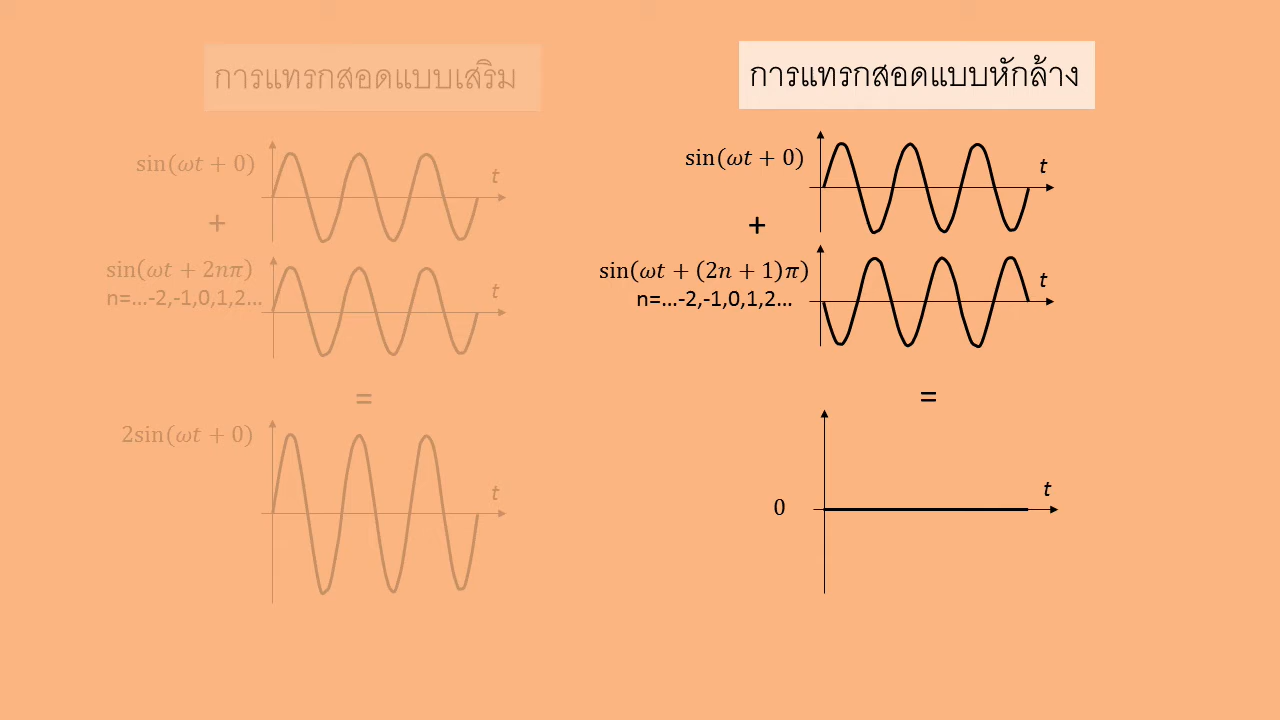 การแทรกสอดแบบเสริม
sin(ωt + 0)
t
+
sin(ωt + 2nπ)
n=...-2,-1,0,1,2...
t
=
2sin(ωt + 0)
t
การแทรกสอดแบบหักล้าง
sin(ωt + 0)
t
+
sin(ωt + (2n + 1)π)
n=...-2,-1,0,1,2...
t
=
0
t